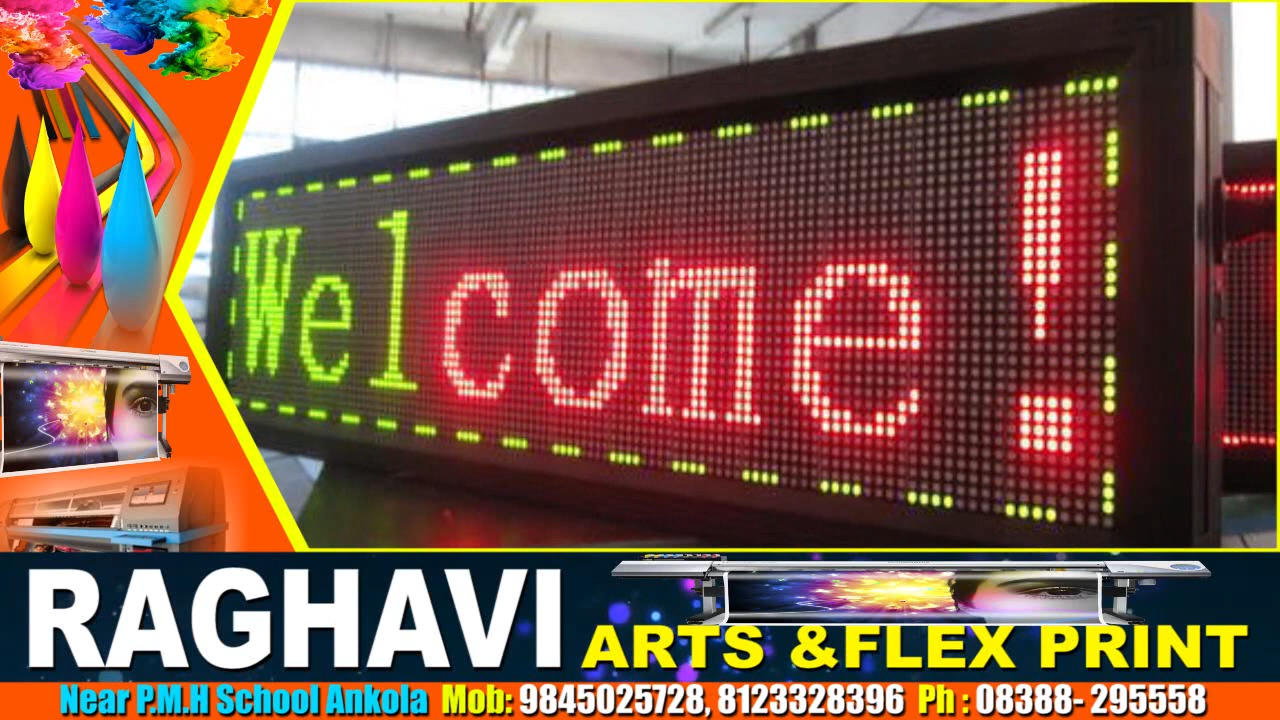 Welcome!
RAGHAVI ARTS &FLEX PRINT
Near P.M.H School Ankola Mob: 9845025728, 8123328396 Ph : 08388- 295558